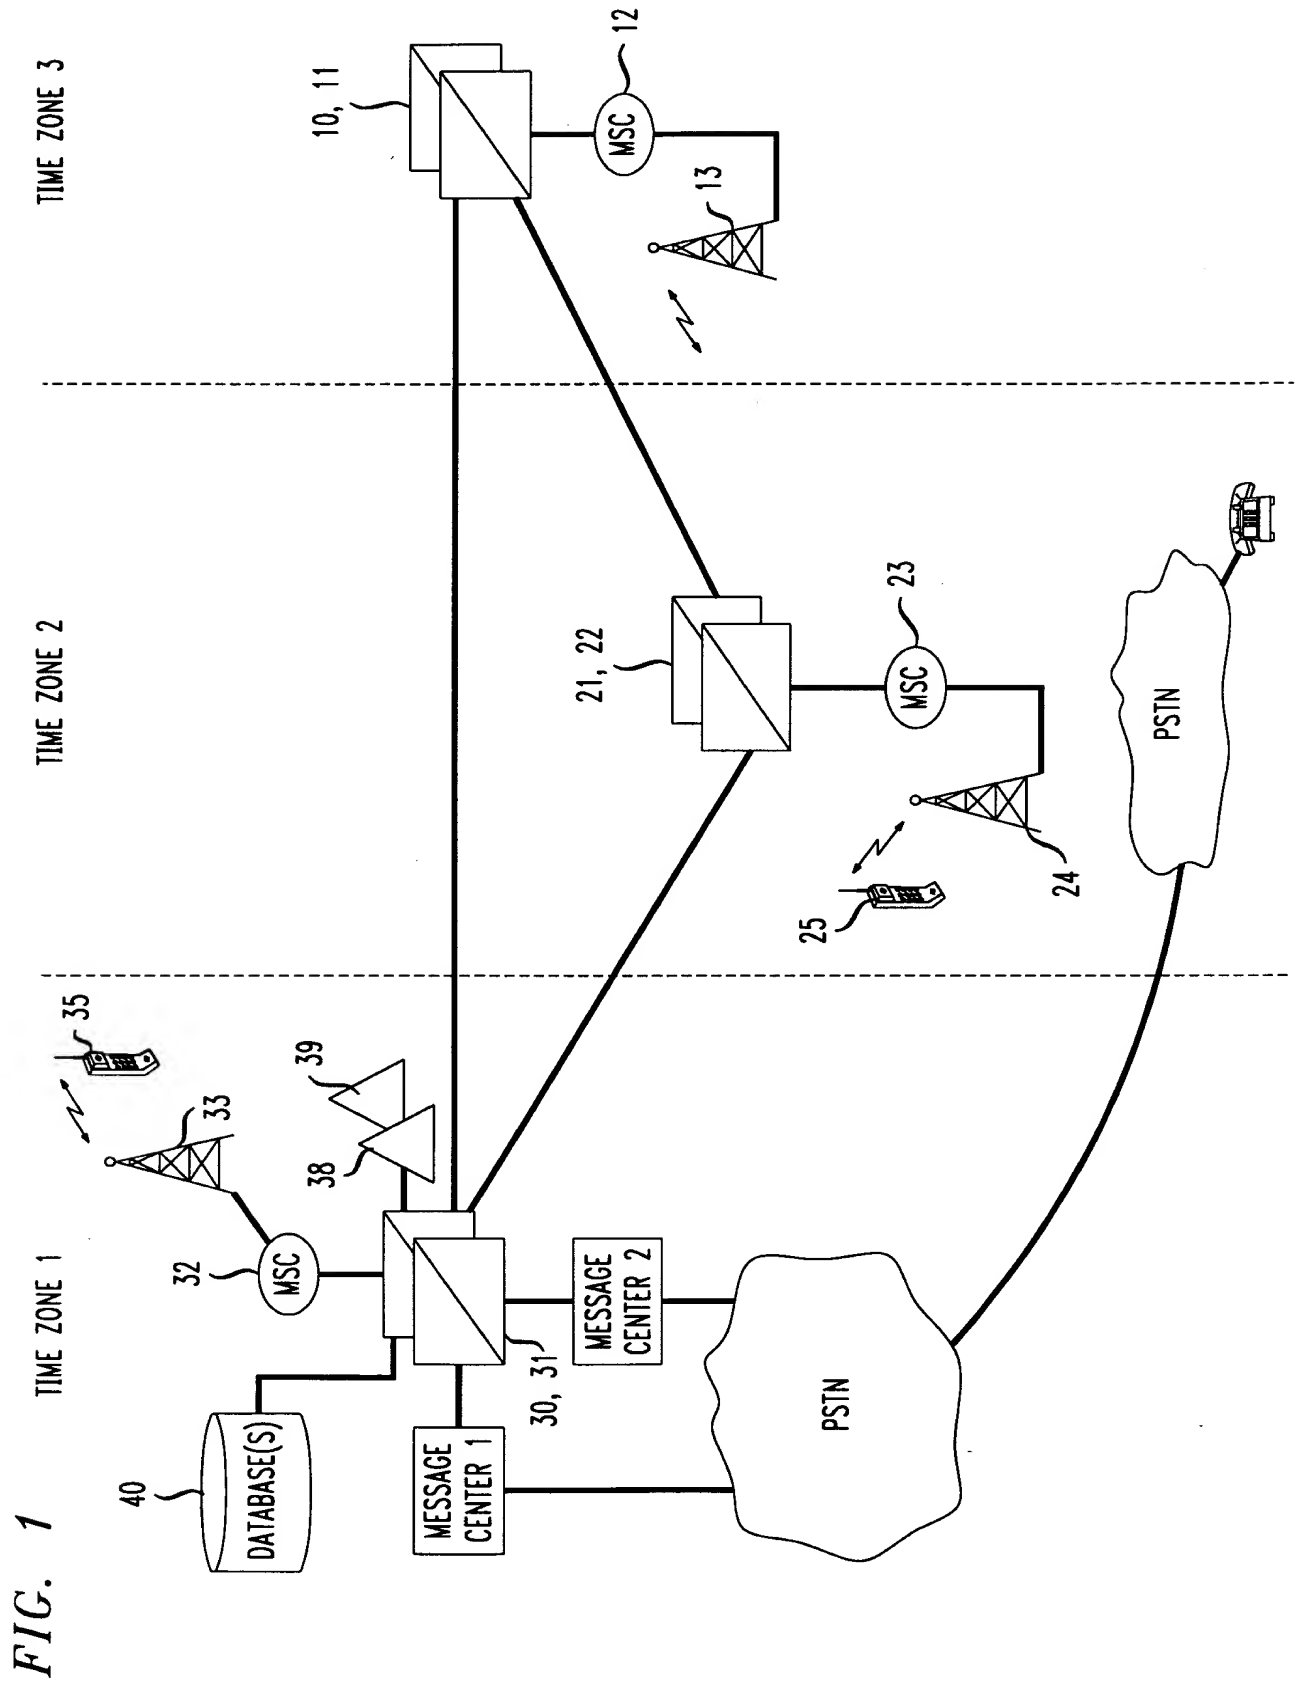 FIG. 1
TIME ZONE 1
TIME ZONE 2
TIME ZONE 3
40
DATABASE(S)
32
MSC
33
35
38
39
MESSAGE
CENTER 1
30, 31
MESSAGE
CENTER 2
PSTN
21, 22
MSC
23
24
25
PSTN
10, 11
MSC
12
13